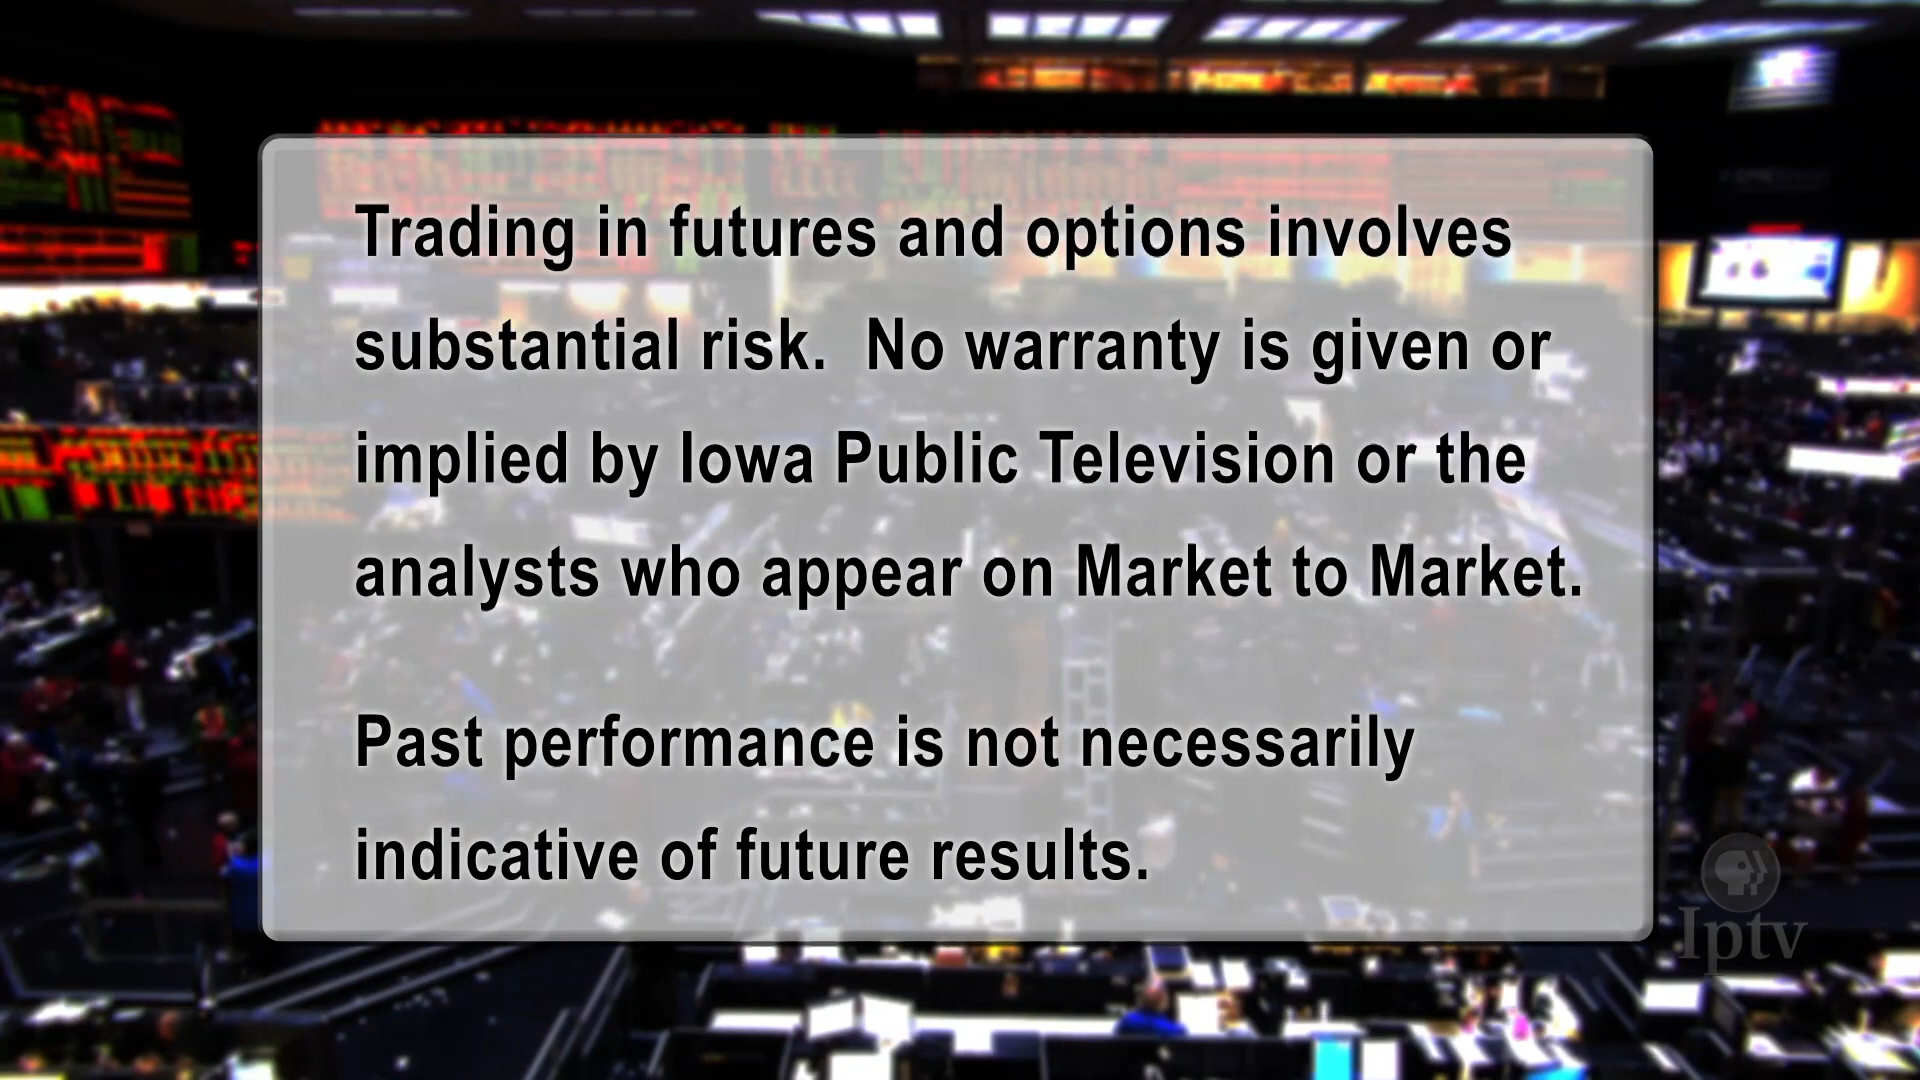 Trading in futures and options involves
substantial risk.  No warranty is given or
implied by Iowa Public Television or the
analysts who appear on Market to Market.
Past performance is not necessarily
indicative of future results.
Iptv